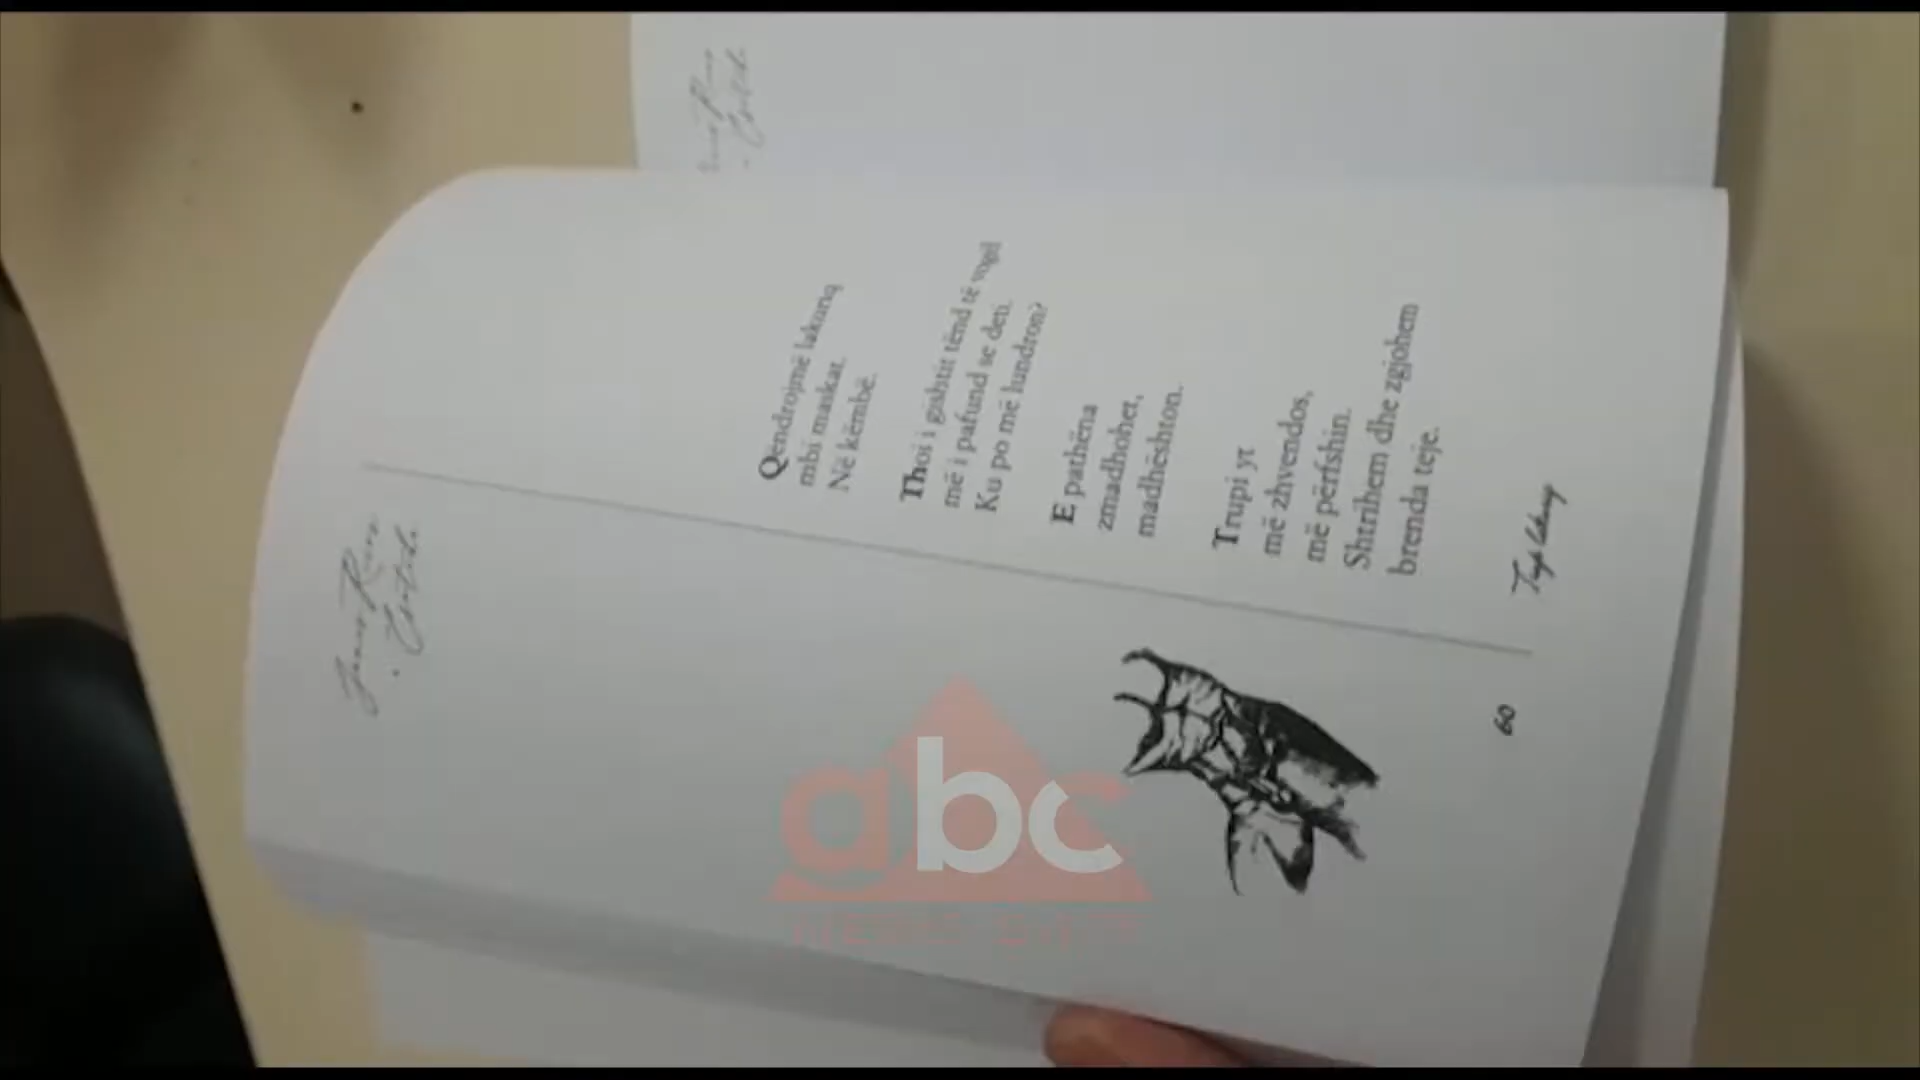 Qëndrojmë lakuriq
mbi maskat.
Në këmbë.
Thoi i gishtit tënd të vogël
më i pafund se deti.
Ku po më lundron?
E pathëna
zmadhohet,
madhështon.
Trupi yt
më zhvendos,
më përfshin.
Shtrihem dhe zgjohem
brenda teje.
60
abc